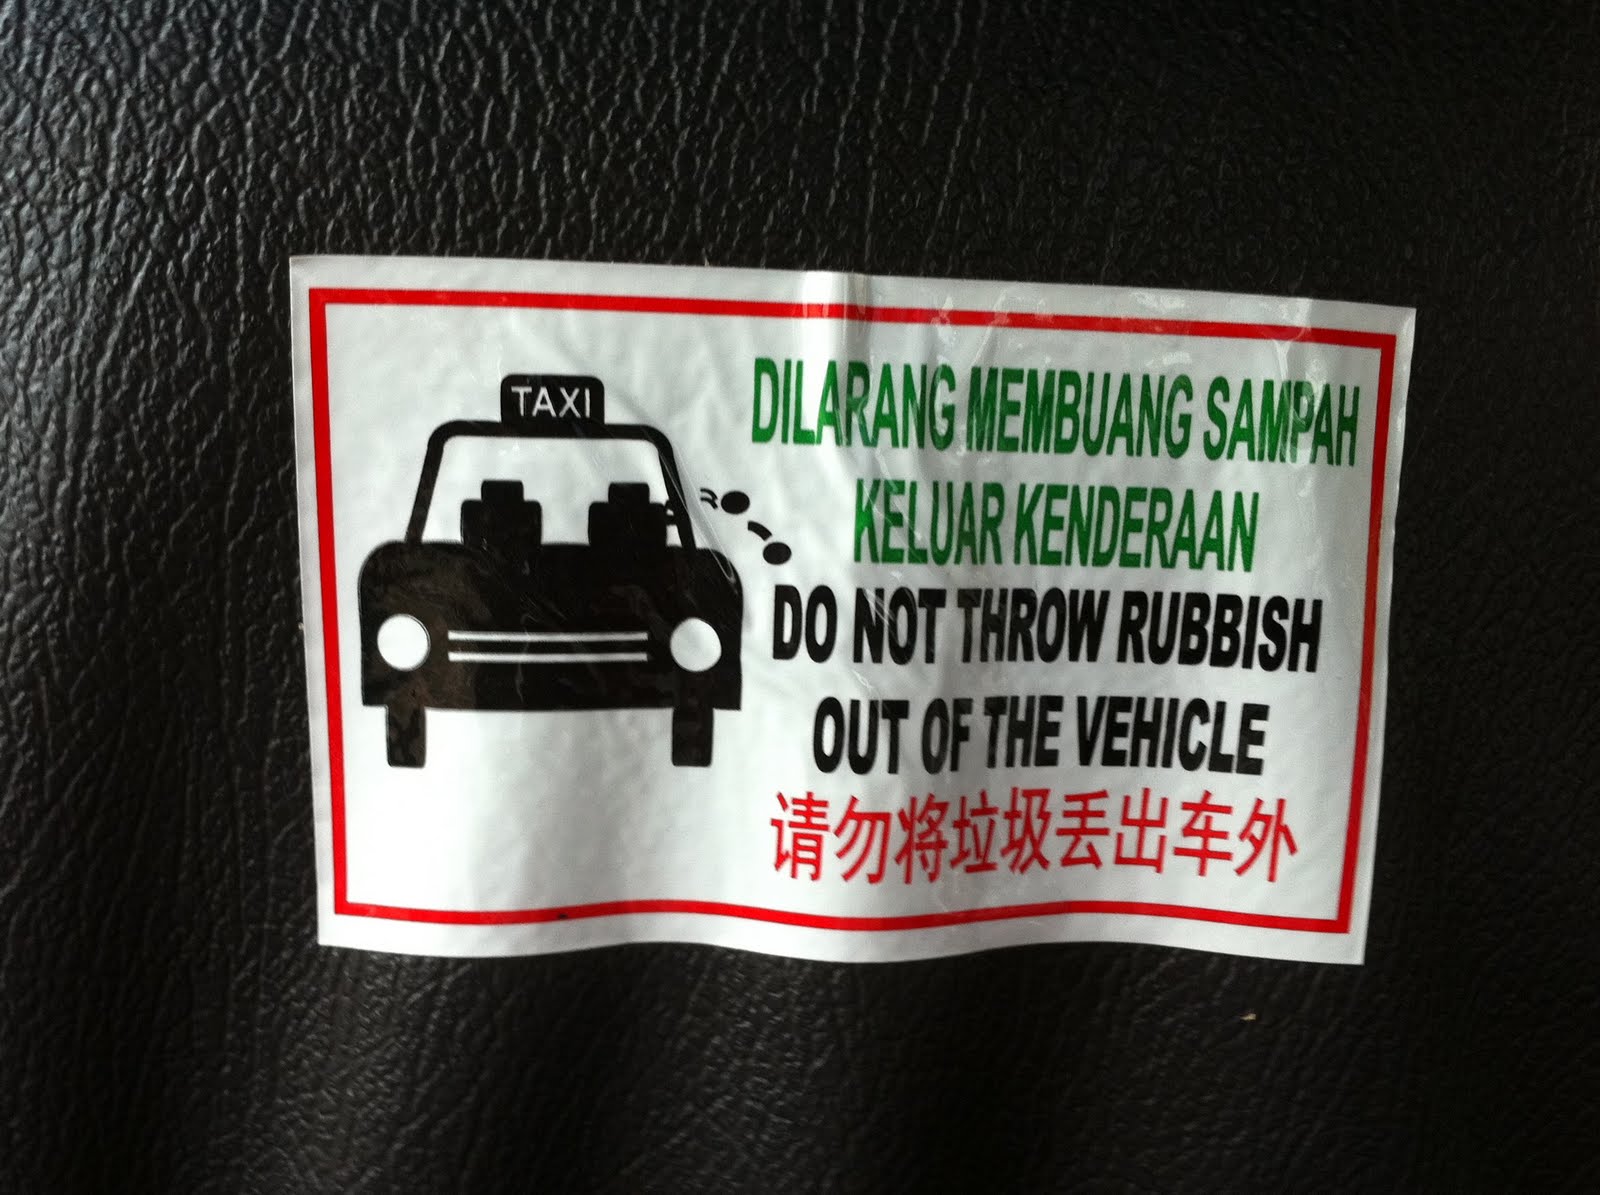 TAXI
DILARANG MEMBUANG SAMPAH
KELUAR KENDERAAN
DO NOT THROW RUBBISH
OUT OF THE VEHICLE
请勿将垃圾丢出车外